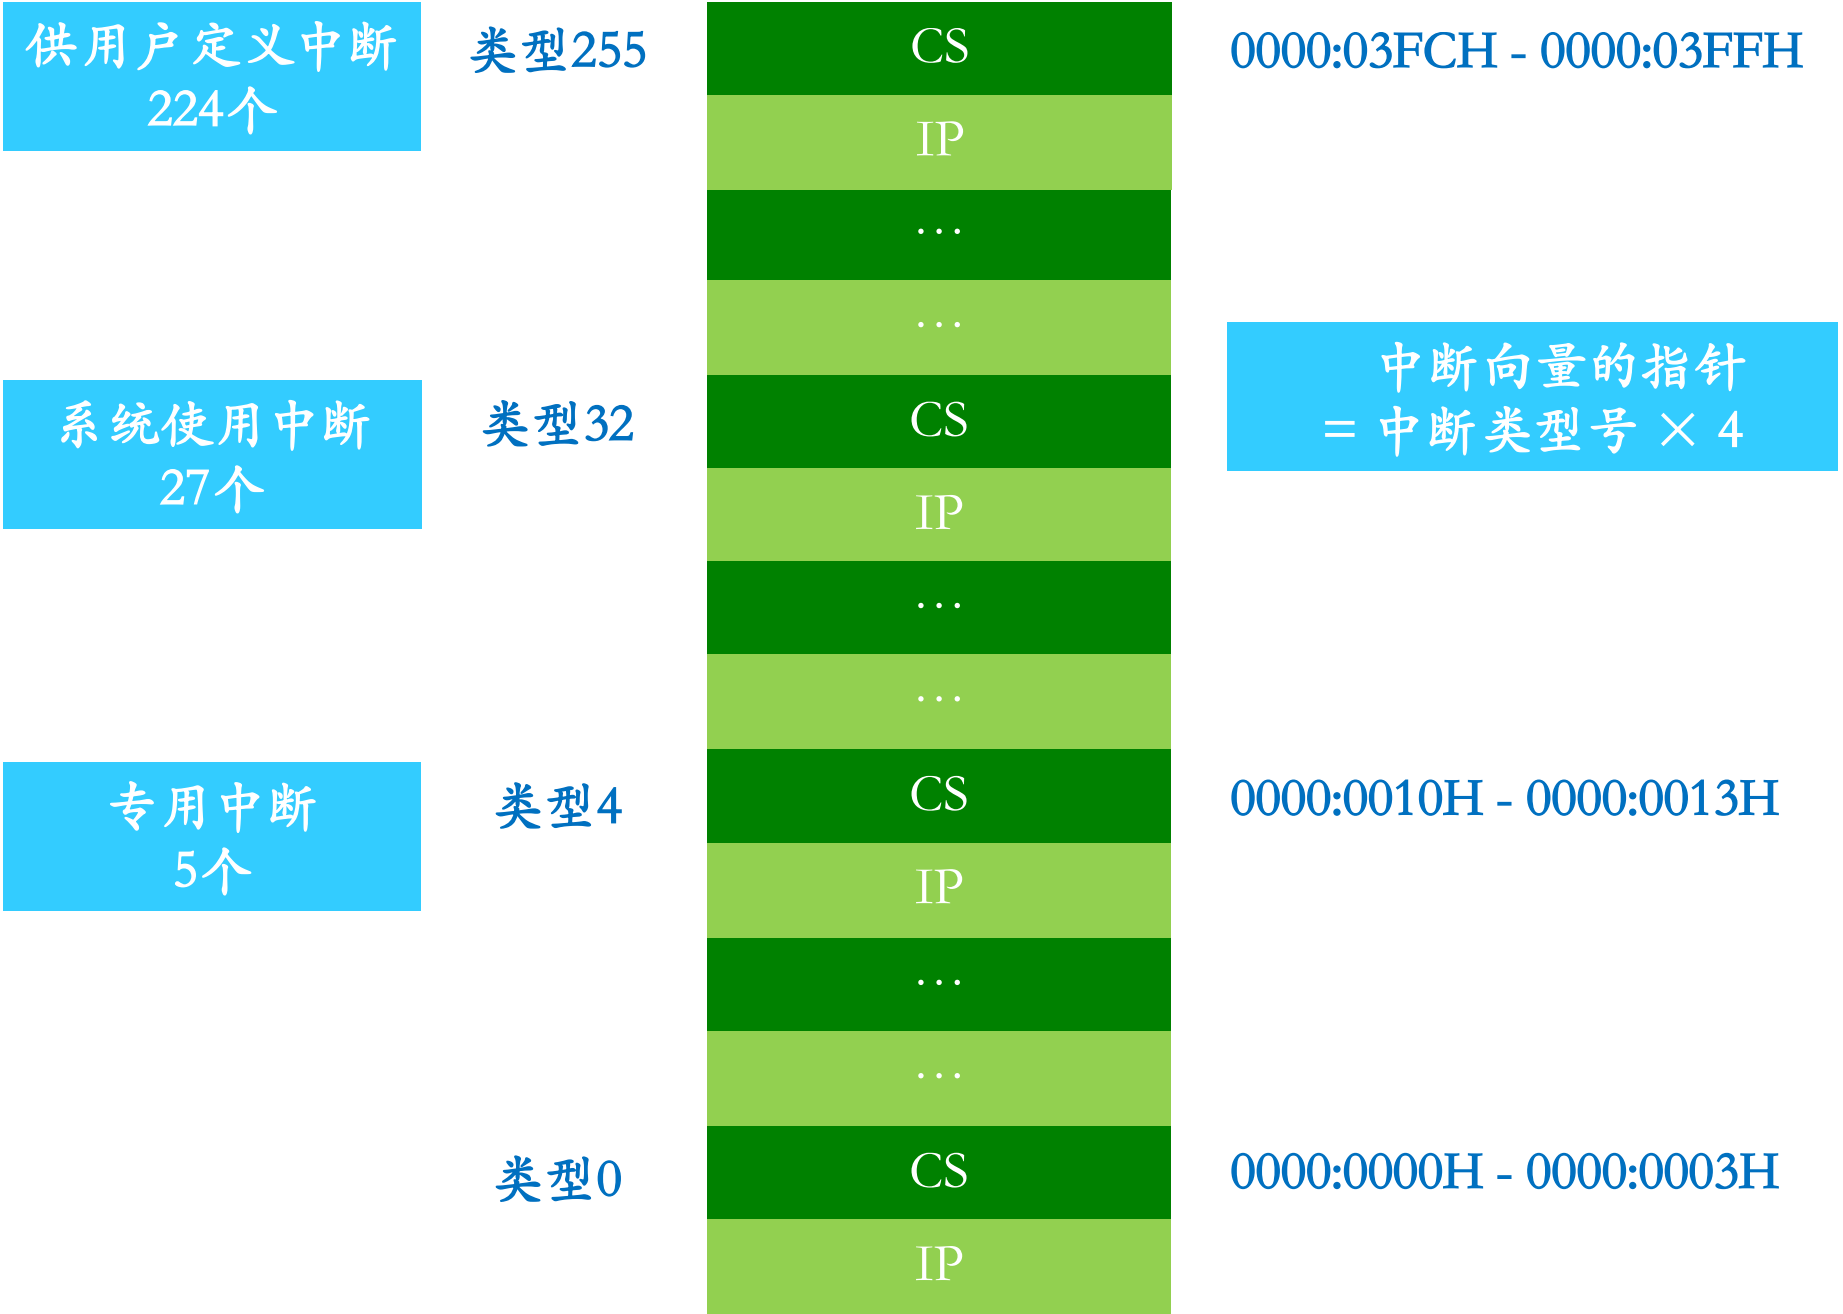 供用户定义中断
224个
类型255
CS
0000:03FCH - 0000:03FFH
IP
...
...
中断向量的指针
= 中断类型号 × 4
系统使用中断
27个
类型32
CS
IP
...
...
专用中断
5个
类型4
CS
0000:0010H - 0000:0013H
IP
...
...
类型0
CS
0000:0000H - 0000:0003H
IP